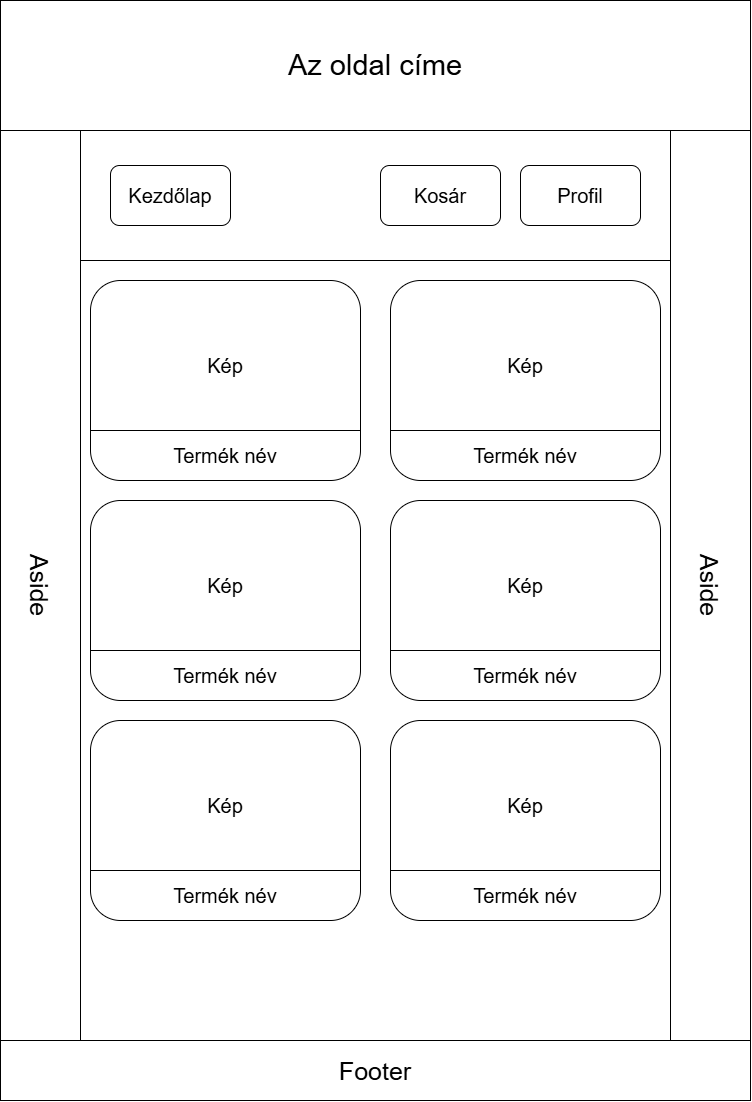 Az oldal címe
Kezdőlap
Kosár
Profil
Kép
Kép
Termék név
Termék név
Kép
Kép
Termék név
Termék név
Aside
Aside
Kép
Kép
Termék név
Termék név
Footer